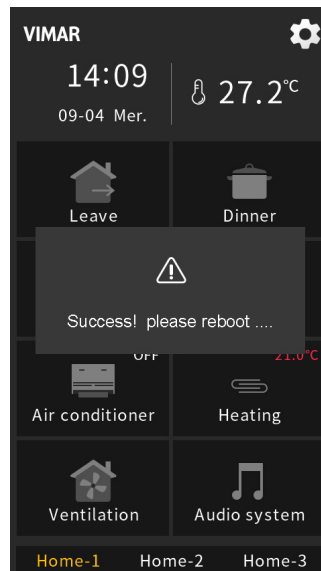 VIMAR
14:09
09-04 Mer.
27.2°C
Leave
Dinner
Success! please reboot ....
OFF
21.0°C
Air conditioner
Heating
Ventilation
Audio system
Home-1
Home-2
Home-3